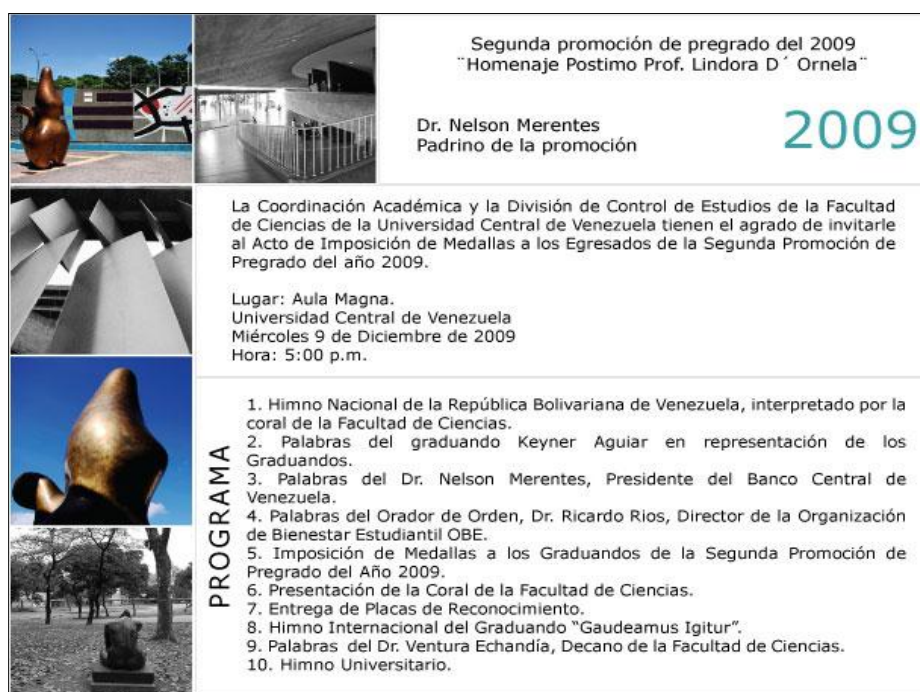 Segunda promoción de pregrado del 2009
¨Homenaje Postimo Prof. Lindora D´ Ornela¨
Dr. Nelson Merentes
Padrino de la promoción
2009
La Coordinación Académica y la División de Control de Estudios de la Facultad
de Ciencias de la Universidad Central de Venezuela tienen el agrado de invitarle
al Acto de Imposición de Medallas a los Egresados de la Segunda Promoción de
Pregrado del año 2009.
Lugar: Aula Magna.
Universidad Central de Venezuela
Miércoles 9 de Diciembre de 2009
Hora: 5:00 p.m.
PROGRAMA
1. Himno Nacional de la República Bolivariana de Venezuela, interpretado por la
coral de la Facultad de Ciencias.
2. Palabras del graduando Keyner Aguiar en representación de los
Graduandos.
3. Palabras del Dr. Nelson Merentes, Presidente del Banco Central de
Venezuela.
4. Palabras del Orador de Orden, Dr. Ricardo Rios, Director de la Organización
de Bienestar Estudiantil OBE.
5. Imposición de Medallas a los Graduandos de la Segunda Promoción de
Pregrado del Año 2009.
6. Presentación de la Coral de la Facultad de Ciencias.
7. Entrega de Placas de Reconocimiento.
8. Himno Internacional del Graduando “Gaudeamus Igitur”.
9. Palabras del Dr. Ventura Echandía, Decano de la Facultad de Ciencias.
10. Himno Universitario.